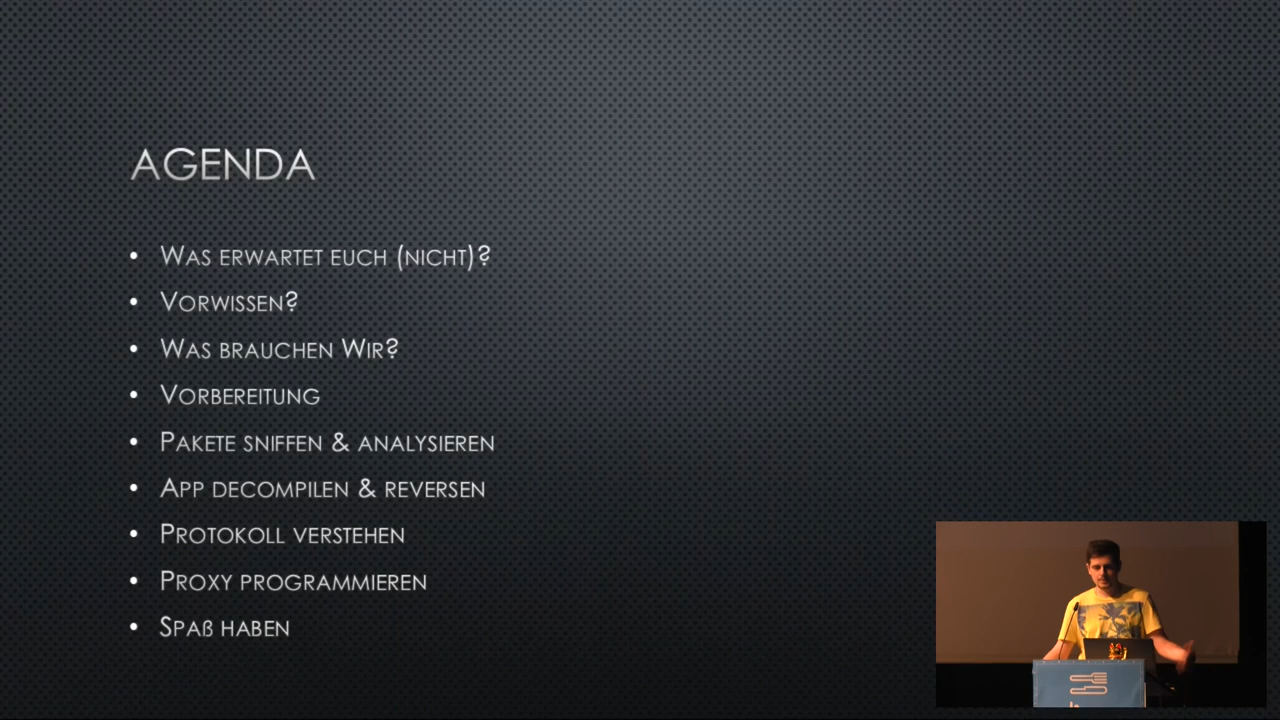 AGENDA
• WAS ERWARTET EUCH (NICHT)?
• VORWISSEN?
• WAS BRAUCHEN WIR?
• VORBEREITUNG
• PAKETE SNIFFEN & ANALYSIEREN
• APP DECOMPILEN & REVERSEN
• PROTOKOLL VERSTEHEN
• PROXY PROGRAMMIEREN
• SPAß HABEN